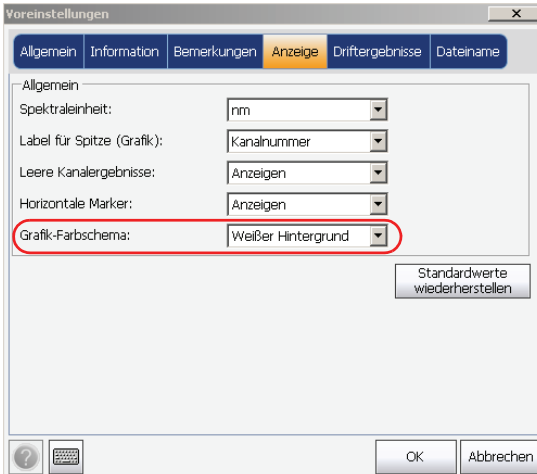 Voreinstellungen
Allgemein Information Bemerkungen Anzeige Driftergebnisse Dateiname
Allgemein
Spektraleinheit: nm
Label für Spitze (Grafik): Kanalnummer
Leere Kanalergebnisse: Anzeigen
Horizontale Marker: Anzeigen
Grafik-Farbschema: Weißer Hintergrund
Standardwerte
wiederherstellen
OK Abbrechen